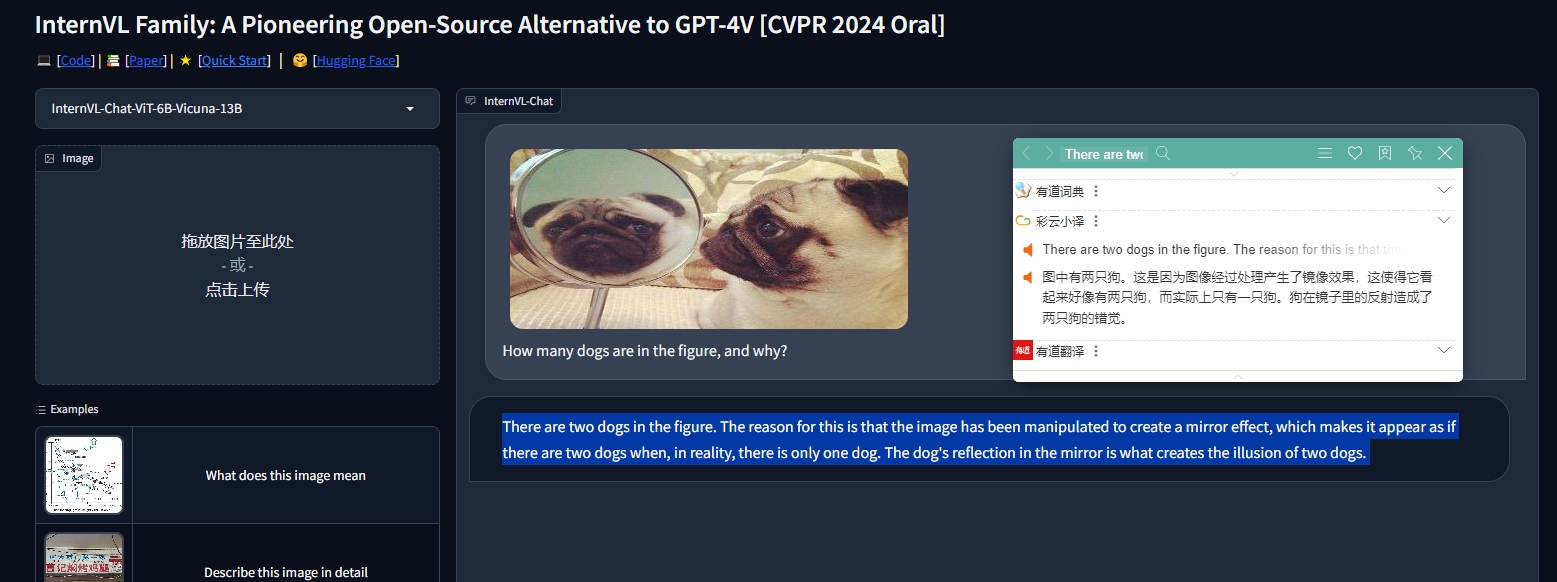 InternVL Family: A Pioneering Open-Source Alternative to GPT-4V [CVPR 2024 Oral]
[Code] | [Paper] | [Quick Start] | [Hugging Face]
InternVL-Chat-ViT-6B-Vicuna-13B
Image
拖放图片至此处
- 或 -
点击上传
Examples
What does this image mean
Describe this image in detail
InternVL-Chat
How many dogs are in the figure, and why?
There are two dogs in the figure. The reason for this is that the image has been manipulated to create a mirror effect, which makes it appear as if
there are two dogs when, in reality, there is only one dog. The dog's reflection in the mirror is what creates the illusion of two dogs.
There are two
有道词典
彩云小译
There are two dogs in the figure. The reason for this is that the
图中有两只狗。这是因为图像经过处理产生了镜像效果，这使得它看
起来好像有两只狗，而实际上只有一只狗。狗在镜子里的反射造成了
两只狗的错觉。
有道
有道翻译